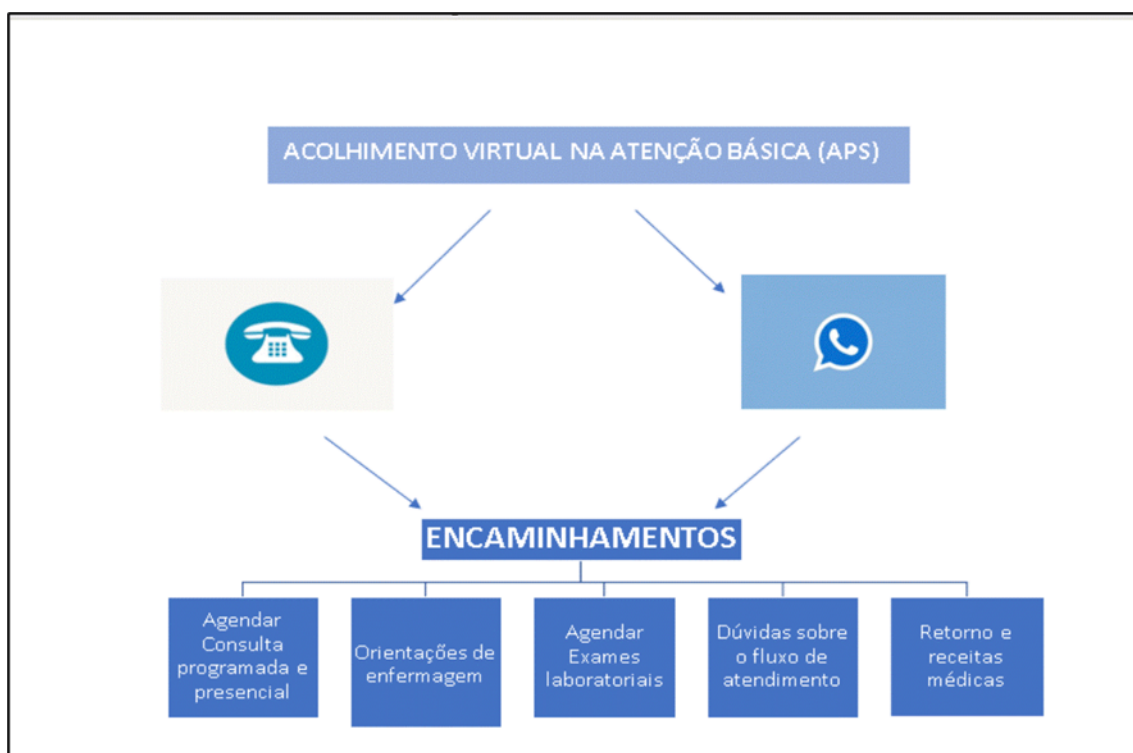 ACOLHIMENTO VIRTUAL NA ATENÇÃO BÁSICA (APS)
ENCAMINHAMENTOS
Agendar
Consulta
programada e
presencial
Orientações de
enfermagem
Agendar
Exames
laboratoriais
Dúvidas sobre
o fluxo de
atendimento
Retorno e
receitas
médicas